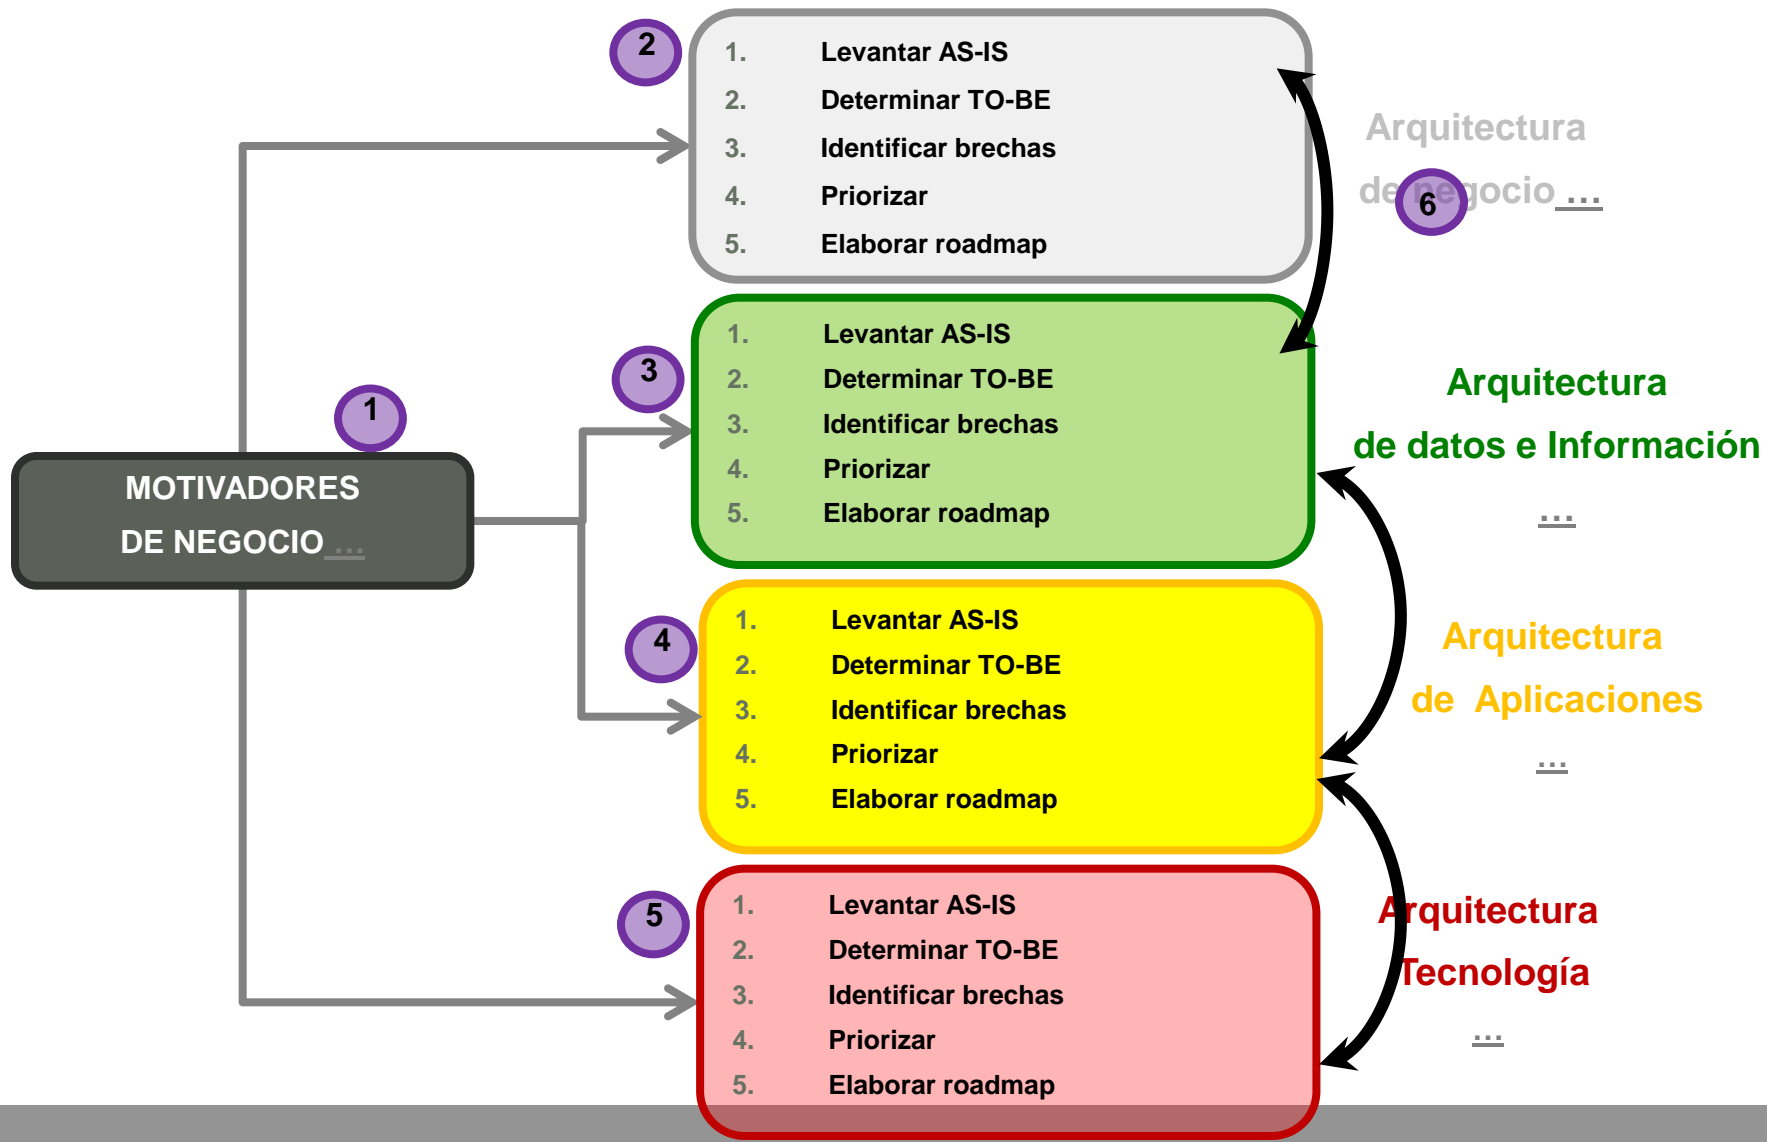 2
1. Levantar AS-IS
2. Determinar TO-BE
3. Identificar brechas
4. Priorizar
5. Elaborar roadmap
Arquitectura
de negocio ...
6
3
1. Levantar AS-IS
2. Determinar TO-BE
3. Identificar brechas
4. Priorizar
5. Elaborar roadmap
Arquitectura
de datos e Información
...
1
MOTIVADORES
DE NEGOCIO ...
4
1. Levantar AS-IS
2. Determinar TO-BE
3. Identificar brechas
4. Priorizar
5. Elaborar roadmap
Arquitectura
de Aplicaciones
...
5
1. Levantar AS-IS
2. Determinar TO-BE
3. Identificar brechas
4. Priorizar
5. Elaborar roadmap
Arquitectura
Tecnología
...